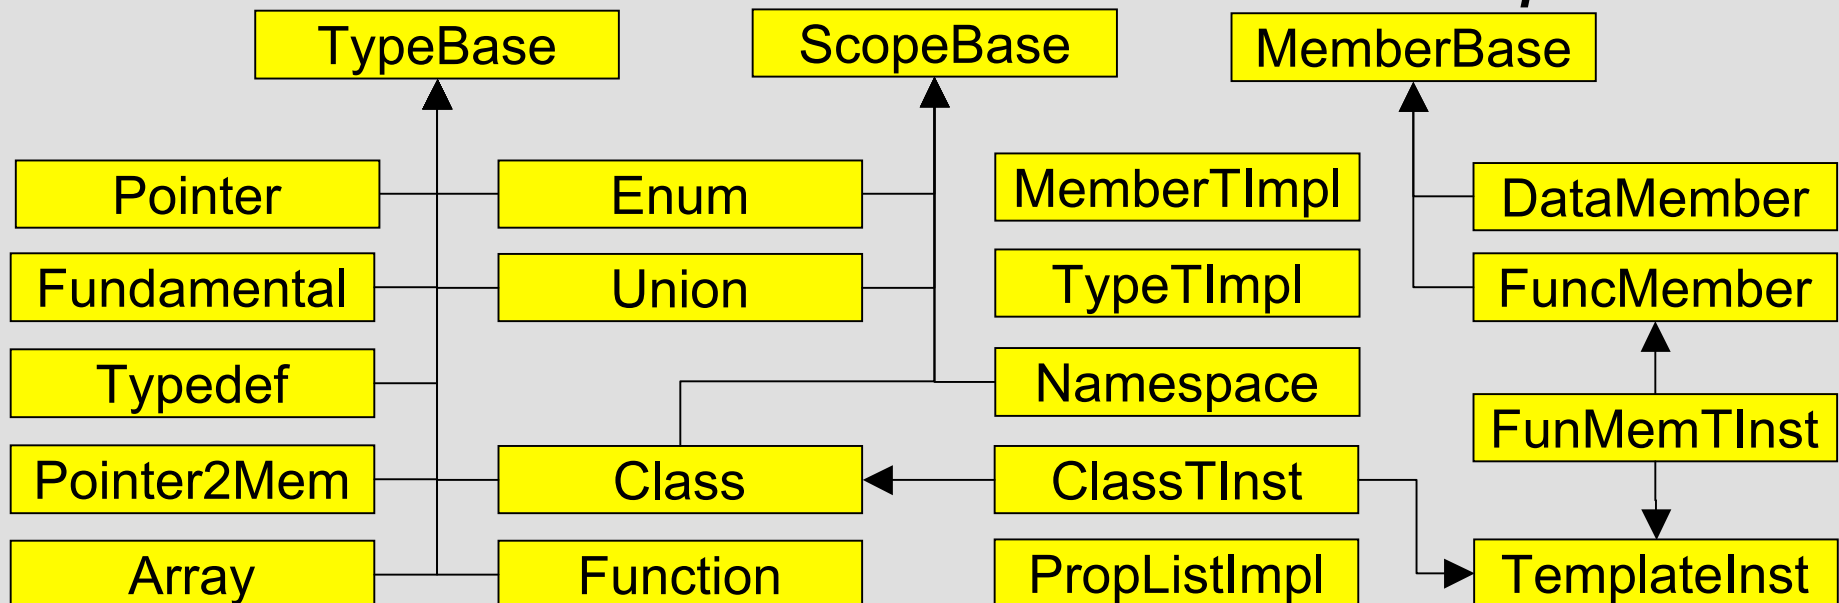 TypeBase
ScopeBase
MemberBase
Pointer
Enum
MemberTImpl
DataMember
Fundamental
Union
TypeTImpl
FuncMember
Typedef
Namespace
FunMemTInst
Pointer2Mem
Class
ClassTInst
Array
Function
PropListImpl
TemplateInst